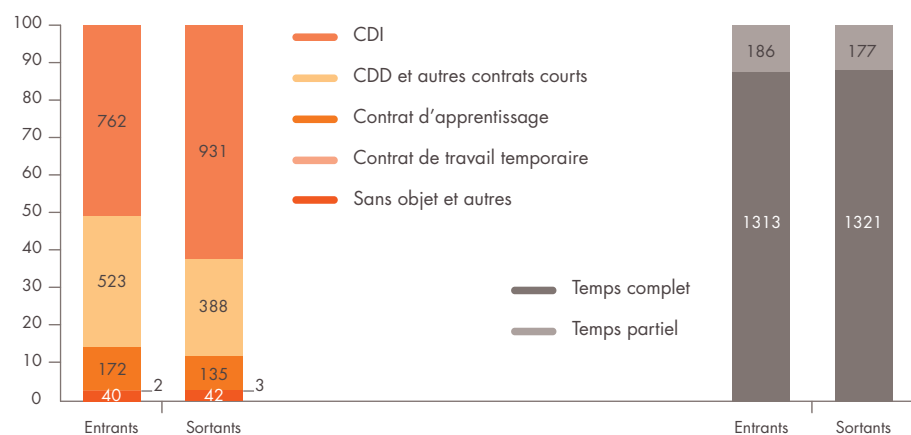 100
90
80
70
60
50
40
30
20
10
0
762
523
172
2
40
931
388
135
3
42
Entrants
Sortants
CDI
CDD et autres contrats courts
Contrat d’apprentissage
Contrat de travail temporaire
Sans objet et autres
Temps complet
Temps partiel
186
177
1313
1321
Entrants
Sortants